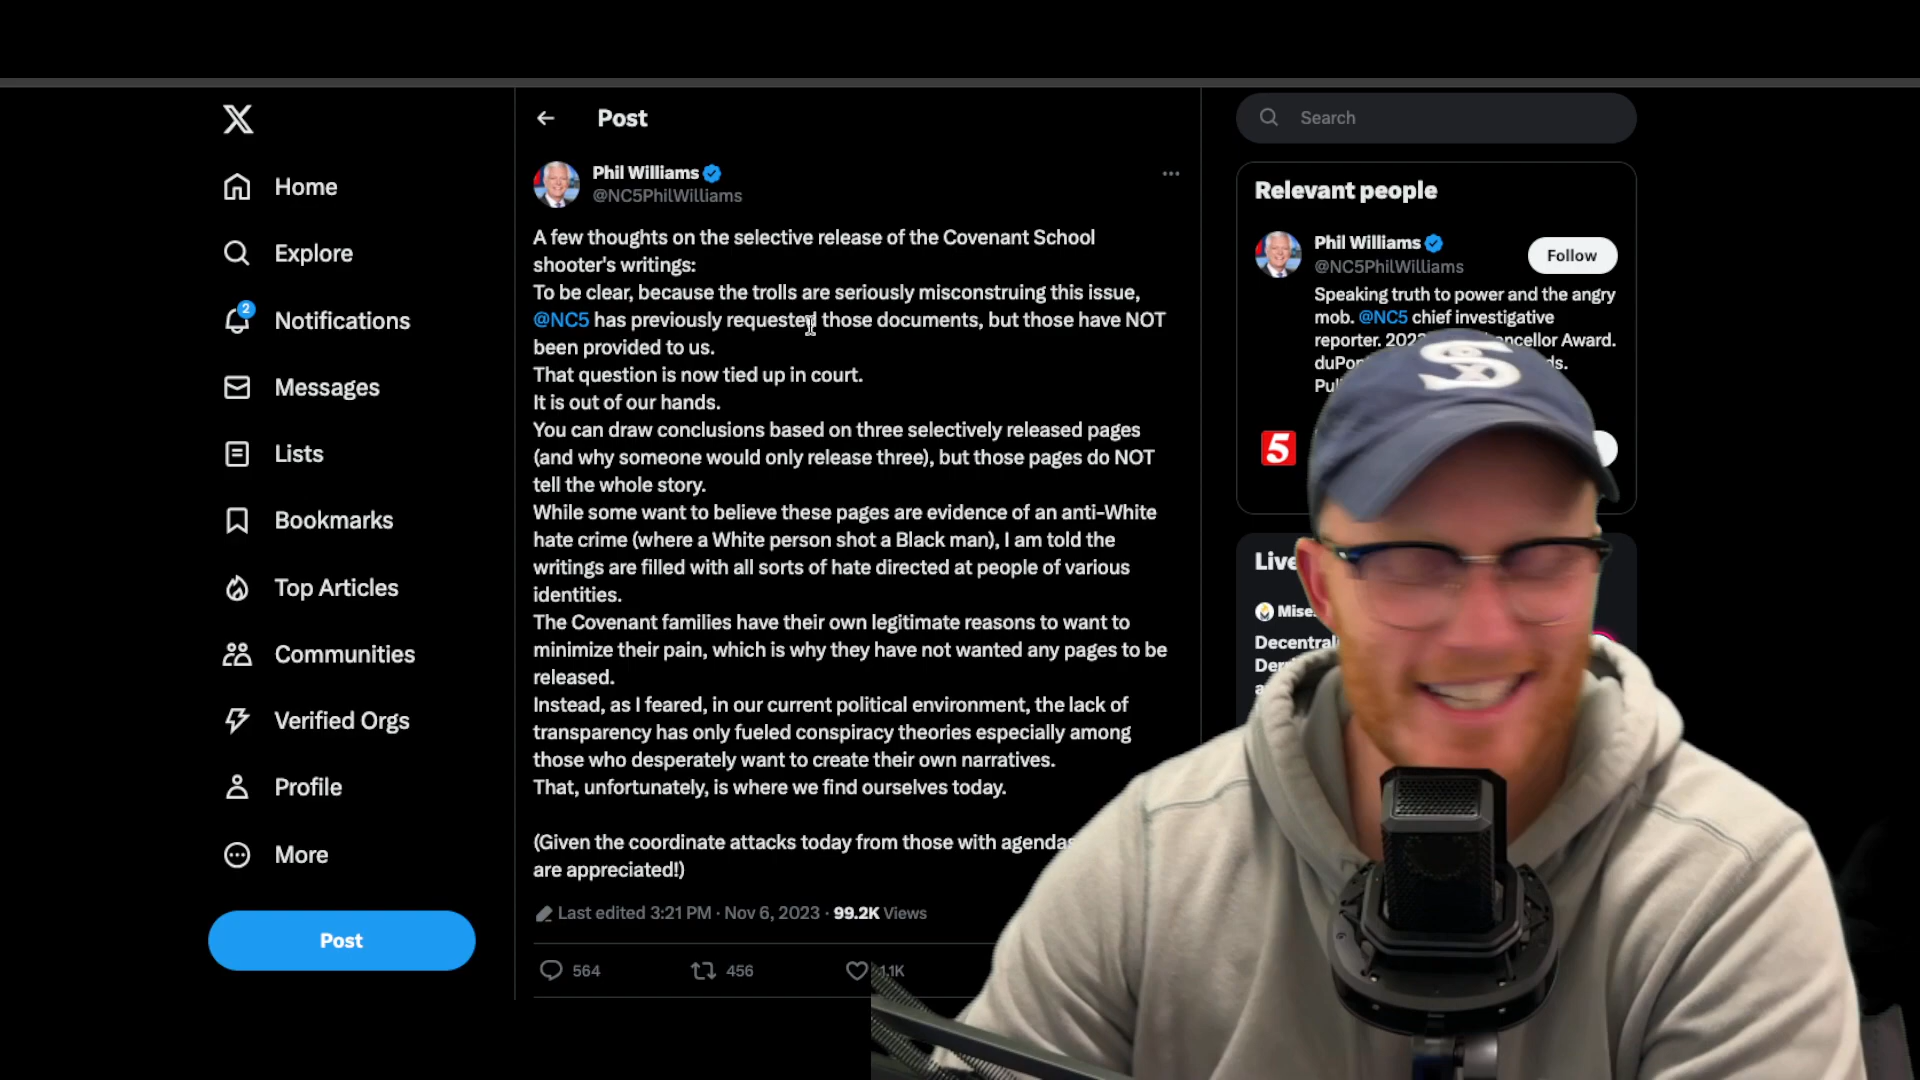 X
Home
Explore
2
Notifications
Messages
Lists
Bookmarks
Top Articles
Communities
Verified Orgs
Profile
More
Post
Post
Phil Williams
@NC5PhilWilliams
A few thoughts on the selective release of the Covenant School
shooter's writings:
To be clear, because the trolls are seriously misconstruing this issue,
@NC5 has previously requested those documents, but those have NOT
been provided to us.
That question is now tied up in court.
It is out of our hands.
You can draw conclusions based on three selectively released pages
(and why someone would only release three), but those pages do NOT
tell the whole story.
While some want to believe these pages are evidence of an anti-White
hate crime (where a White person shot a Black man), I am told the
writings are filled with all sorts of hate directed at people of various
identities.
The Covenant families have their own legitimate reasons to want to
minimize their pain, which is why they have not wanted any pages to be
released.
Instead, as I feared, in our current political environment, the lack of
transparency has only fueled conspiracy theories especially among
those who desperately want to create their own narratives.
That, unfortunately, is where we find ourselves today.
(Given the coordinate attacks today from those with agendas
are appreciated!)
Last edited 3:21 PM · Nov 6, 2023 · 99.2K Views
564 456 1.1K
Search
Relevant people
Phil Williams
@NC5PhilWilliams
Follow
Speaking truth to power and the angry
mob. @NC5 chief investigative
reporter. Award.
5
S